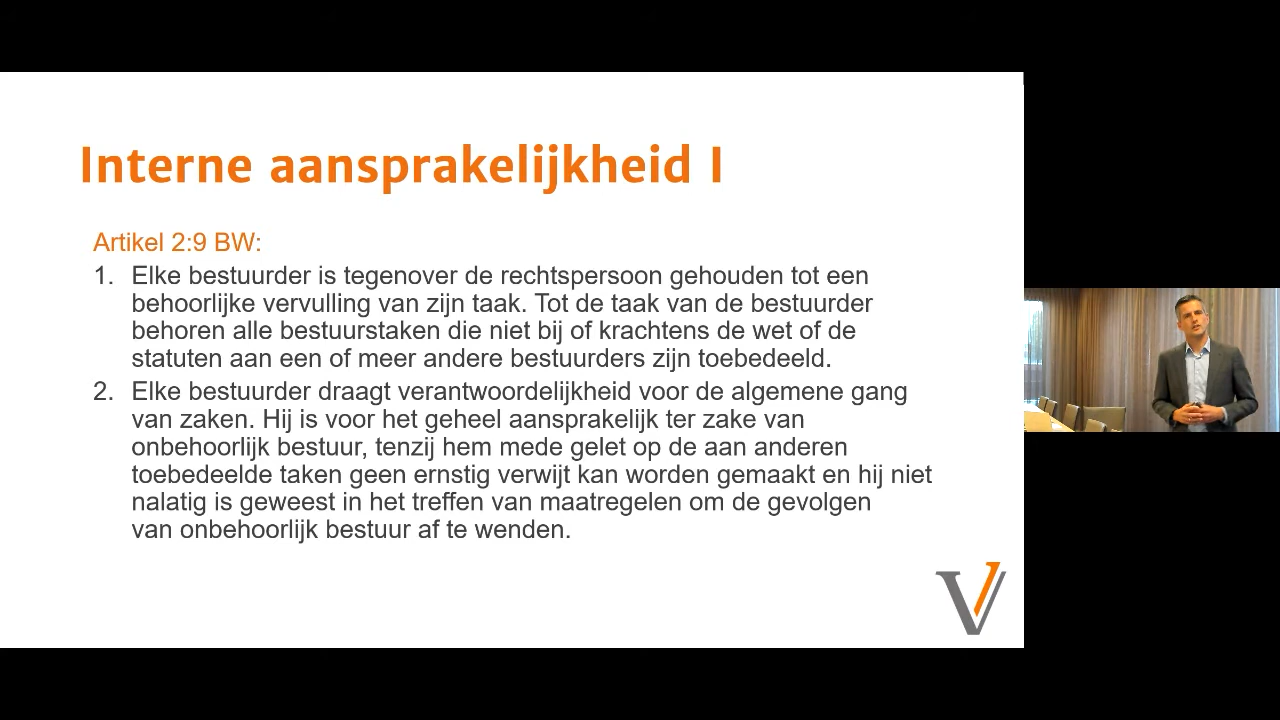 Interne aansprakelijkheid I
Artikel 2:9 BW:
1. Elke bestuurder is tegenover de rechtspersoon gehouden tot een
behoorlijke vervulling van zijn taak. Tot de taak van de bestuurder
behoren alle bestuurstaken die niet bij of krachtens de wet of de
statuten aan een of meer andere bestuurders zijn toebedeeld.
2. Elke bestuurder draagt verantwoordelijkheid voor de algemene gang
van zaken. Hij is voor het geheel aansprakelijk ter zake van
onbehoorlijk bestuur, tenzij hem mede gelet op de aan anderen
toebedeelde taken geen ernstig verwijt kan worden gemaakt en hij niet
nalatig is geweest in het treffen van maatregelen om de gevolgen
van onbehoorlijk bestuur af te wenden.
V